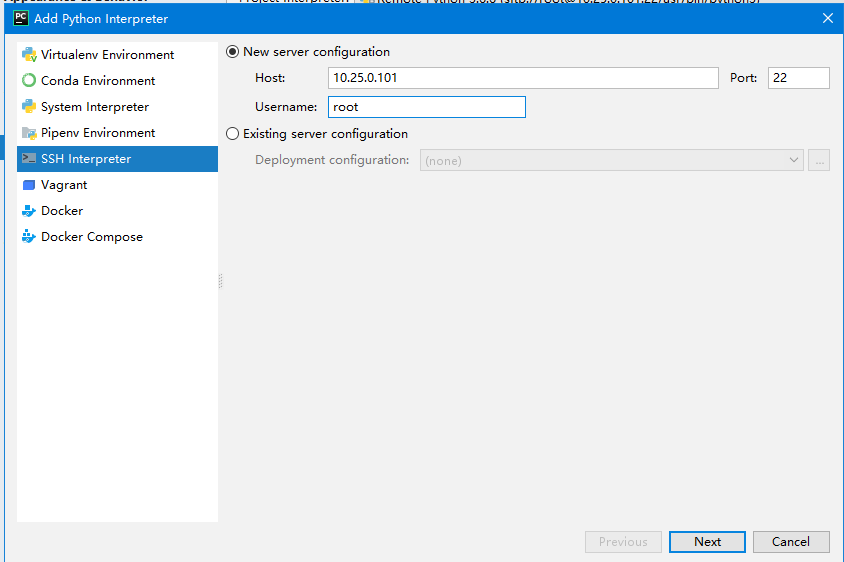 Add Python Interpreter
Virtualenv Environment
Conda Environment
System Interpreter
Pipenv Environment
SSH Interpreter
Vagrant
Docker
Docker Compose
New server configuration
Host: 10.25.0.101 Port: 22
Username: root
Existing server configuration
Deployment configuration: (none) ...
Previous Next Cancel